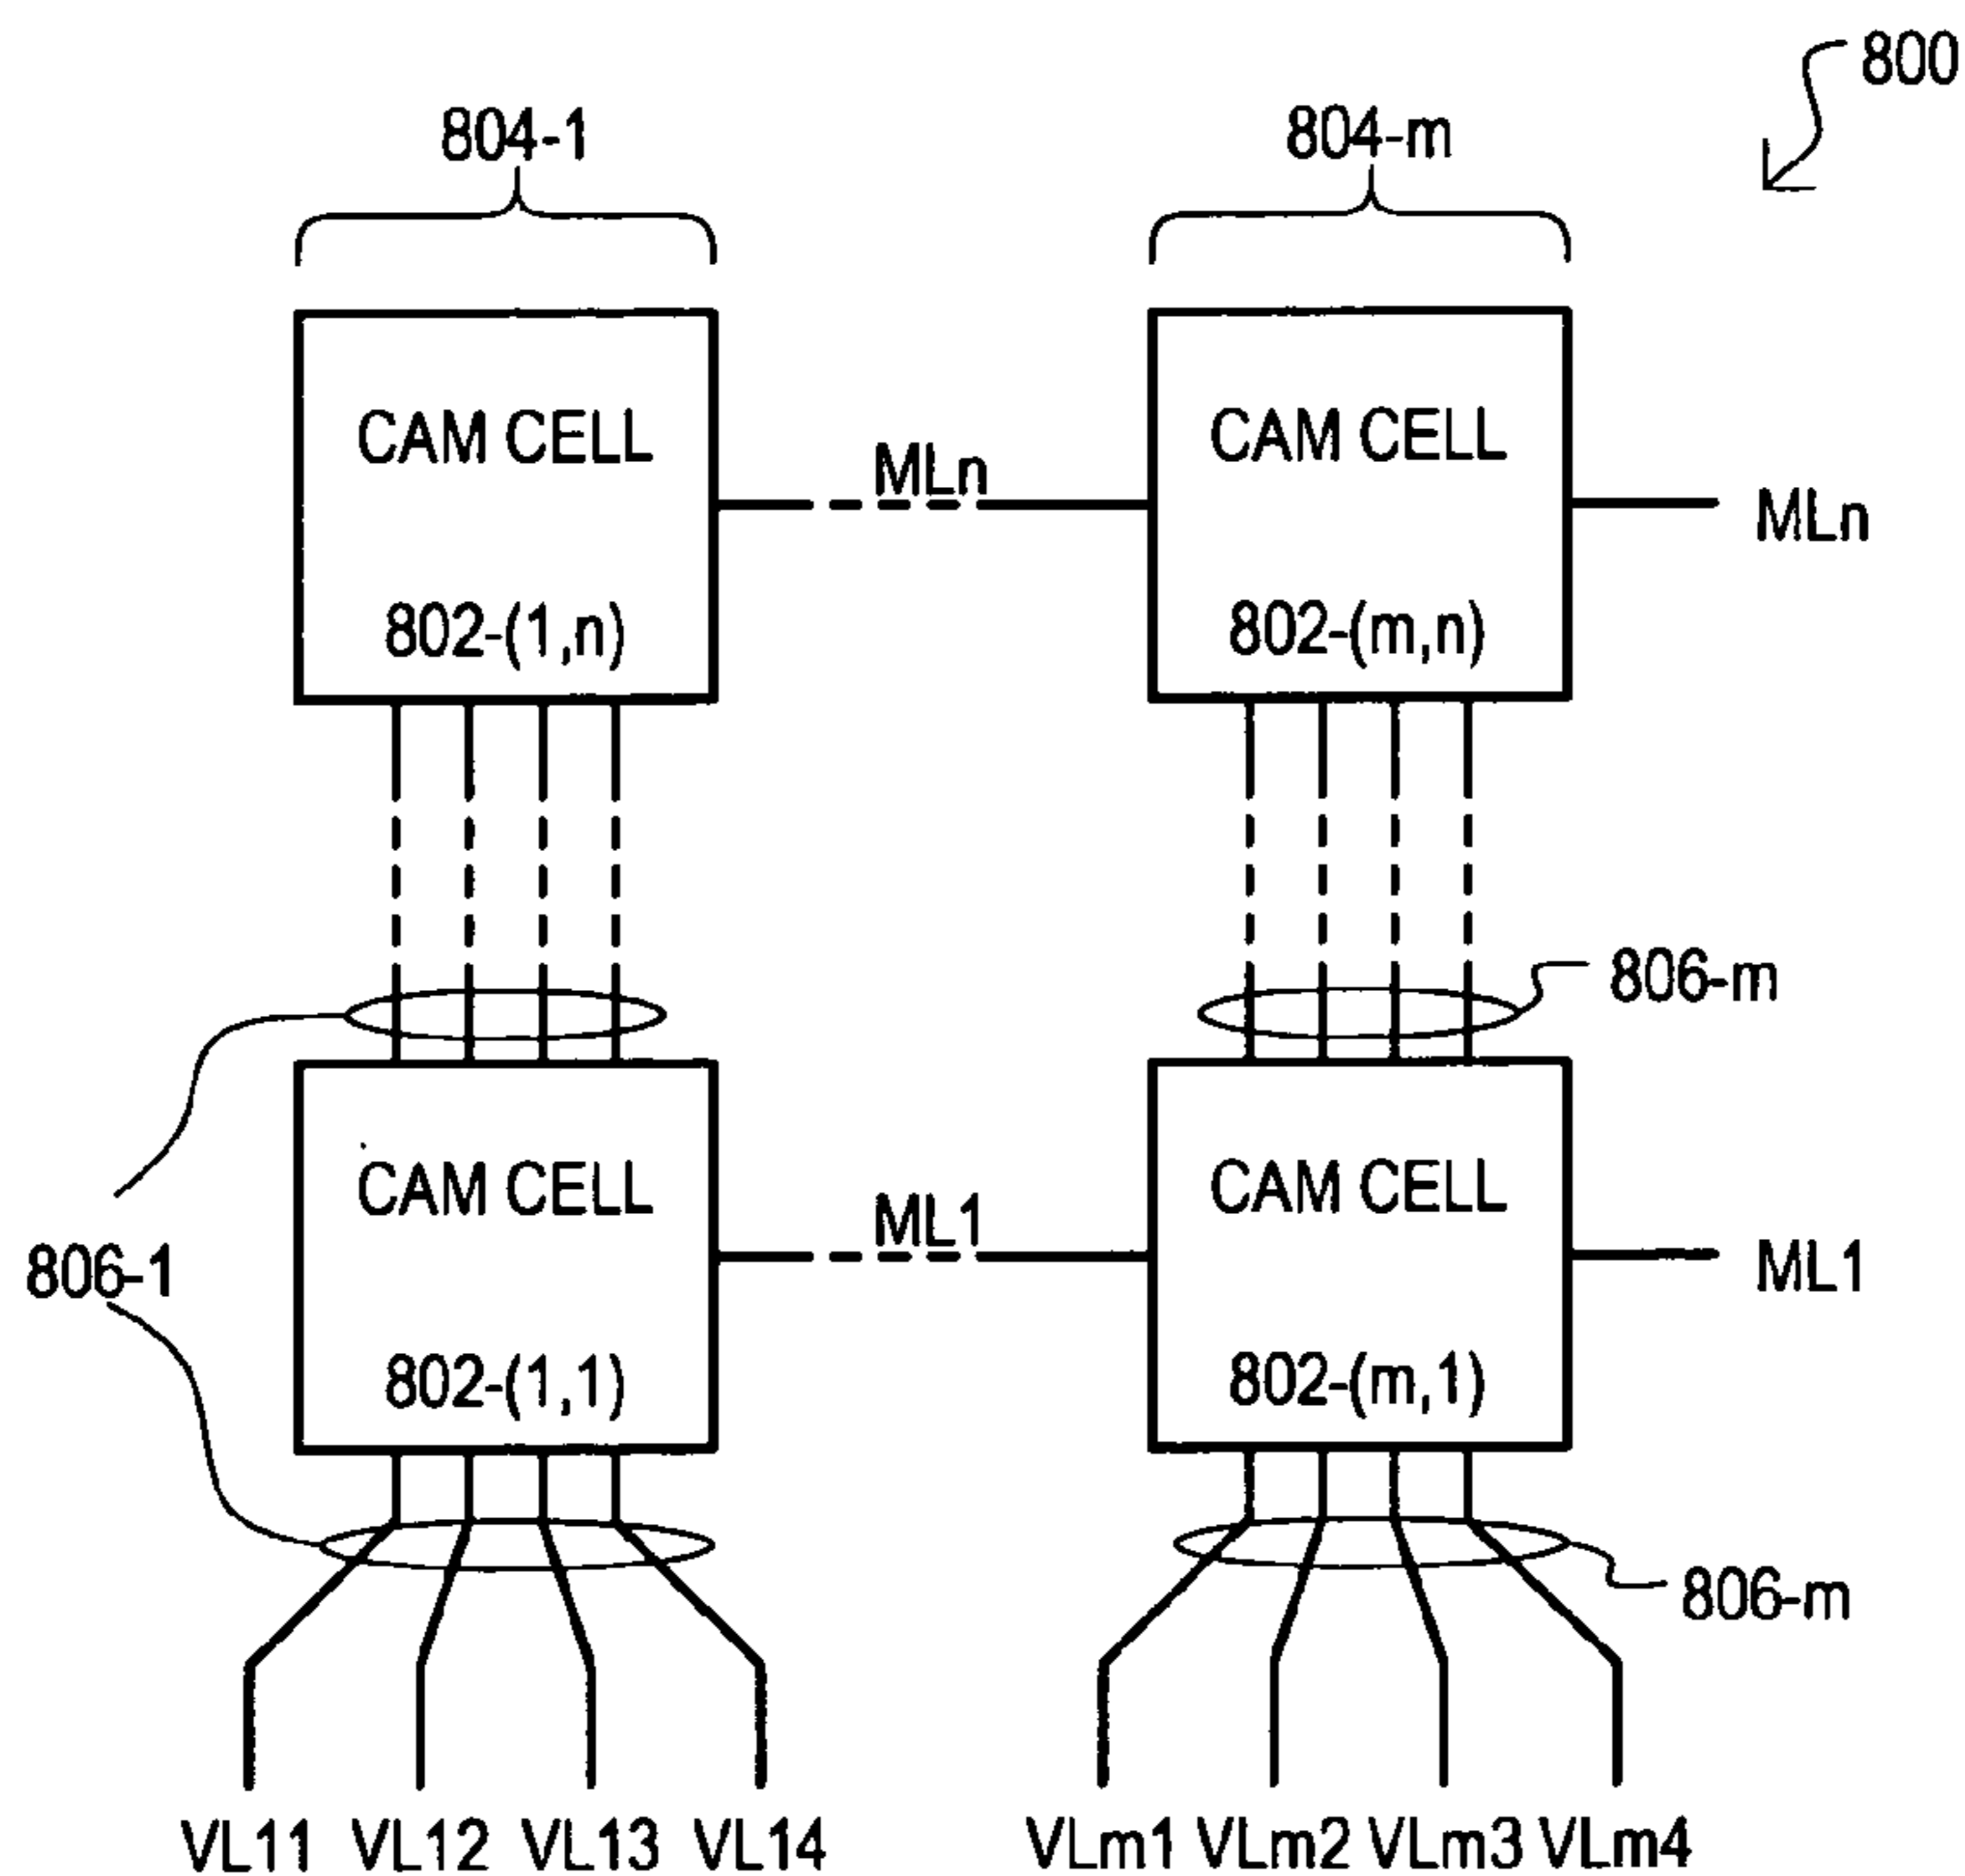 800
804-1 804-m
CAM CELL CAM CELL
MLn MLn
802-(1,n) 802-(m,n)
806-m
CAM CELL CAM CELL
ML1 ML1
806-1
802-(1,1) 802-(m,1)
806-m
VL11 VL12 VL13 VL14 VLm1 VLm2 VLm3 VLm4